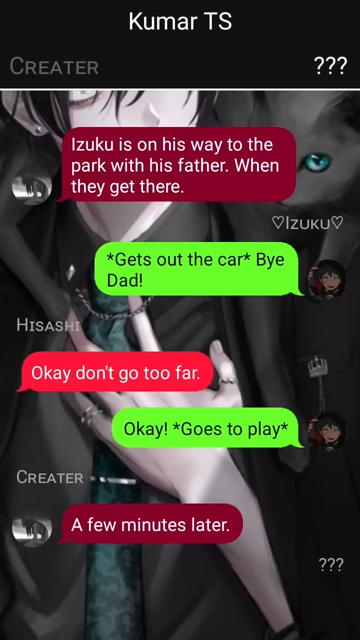 Kumar TS
Creater
???
Izuku is on his way to the
park with his father. When
they get there.
♡Izuku♡
*Gets out the car* Bye
Dad!
Hisashi
Okay don't go too far.
Okay! *Goes to play*
Creater
A few minutes later.
???